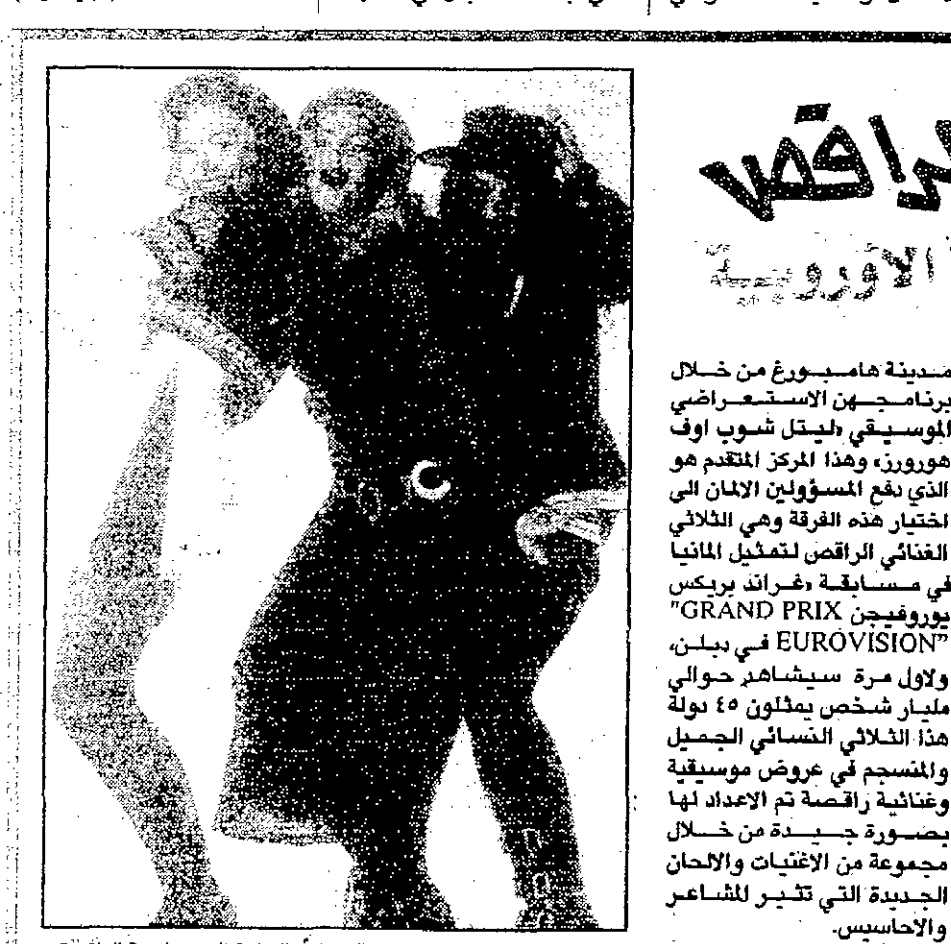 راقص
الاوروبية
مدينة هامبورغ من خلال
برنامجهن الاستعراضي
الموسيقي «ليتل شوب اوف
هورورز» وهذا المركز المتقدم هو
الذي دفع المسؤولين الالمان الى
اختيار هذه الفرقة وهي الثلاثي
الغنائي الراقص لتمثيل المانيا
في مسابقة «غراند بريكس
يوروفيجن GRAND PRIX"
EUROVISION" في دبلن،
ولاول مرة سيشاهد حوالي
مليار شخص يمثلون ٤٥ دولة
هذا الثلاثي النسائي الجميل
والمنسجم في عروض موسيقية
وغنائية راقصة تم الاعداد لها
بصورة جيدة من خلال
مجموعة من الاغنيات والالحان
الجديدة التي تثير المشاعر
والاحاسيس.